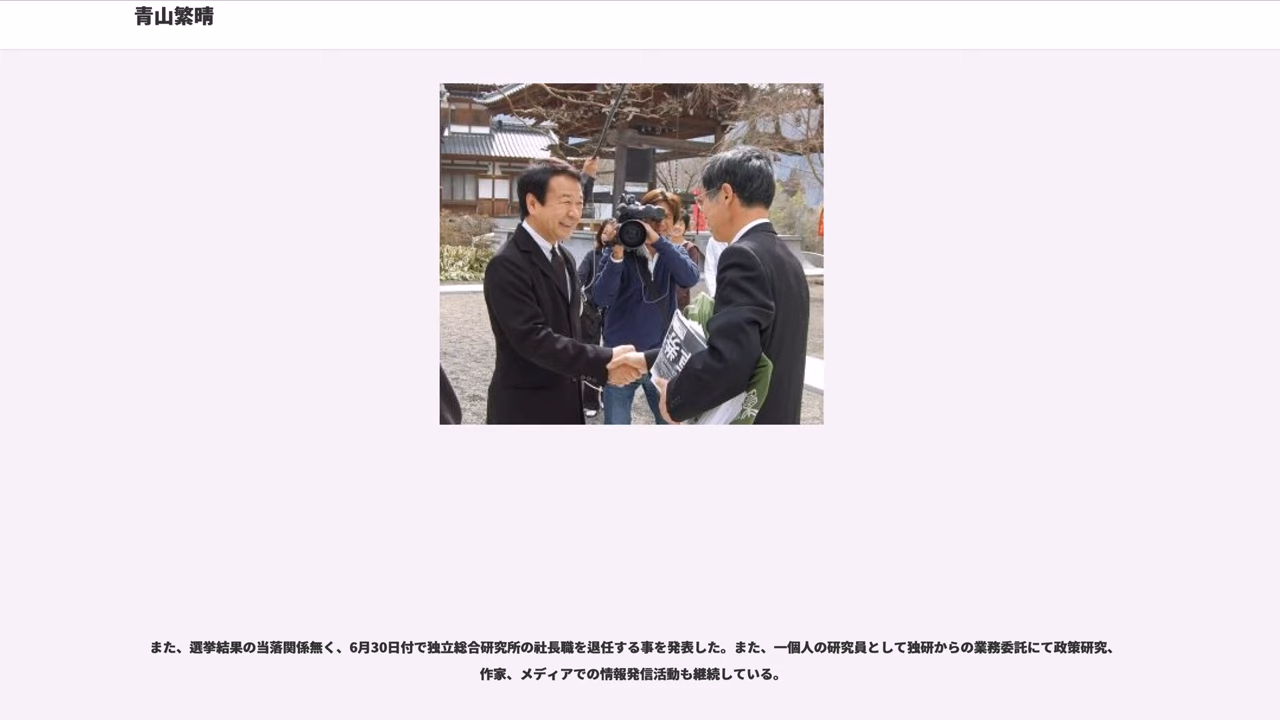 青山繁晴
また、選挙結果の当落関係無く、6月30日付で独立総合研究所の社長職を退任する事を発表した。また、一個人の研究員として独研からの業務委託にて政策研究、
作家、メディアでの情報発信活動も継続している。